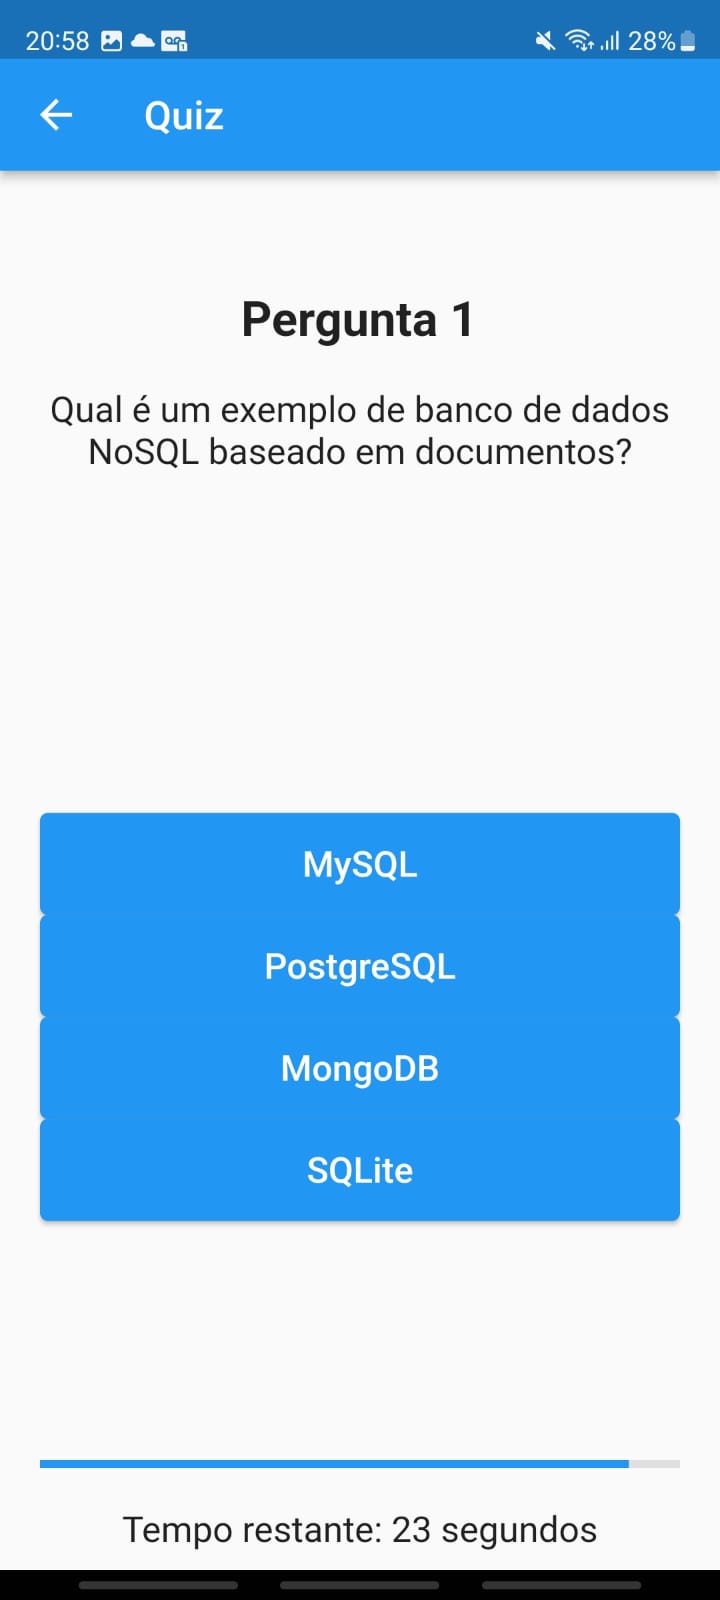 20:58
28%
Quiz
Pergunta 1
Qual é um exemplo de banco de dados
NoSQL baseado em documentos?
MySQL
PostgreSQL
MongoDB
SQLite
Tempo restante: 23 segundos